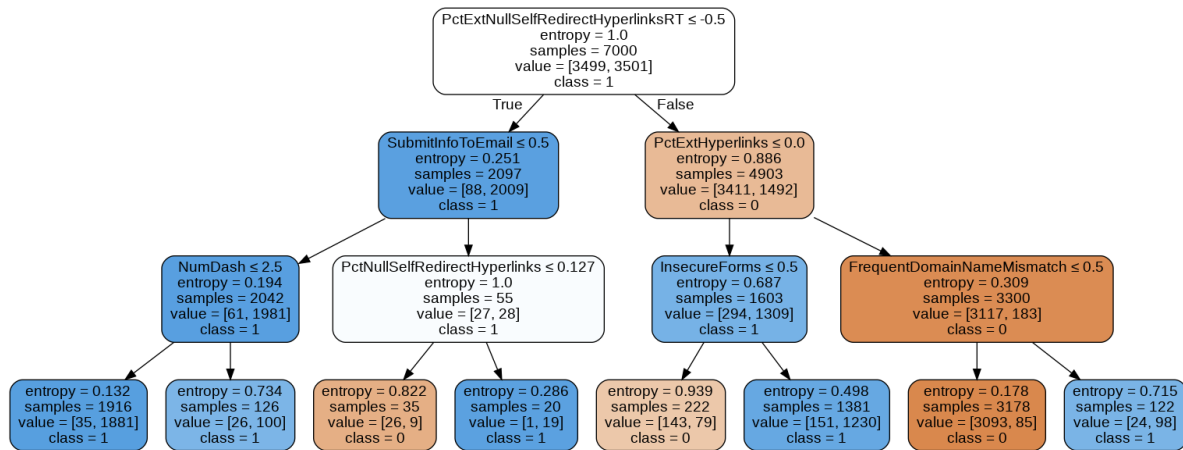 PctExtNullSelfRedirectHyperlinksRT ≤ -0.5
entropy = 1.0
samples = 7000
value = [3499, 3501]
class = 1
True
False
SubmitInfoToEmail ≤ 0.5
entropy = 0.251
samples = 2097
value = [88, 2009]
class = 1
PctExtHyperlinks ≤ 0.0
entropy = 0.886
samples = 4903
value = [3411, 1492]
class = 0
NumDash ≤ 2.5
entropy = 0.194
samples = 2042
value = [61, 1981]
class = 1
PctNullSelfRedirectHyperlinks ≤ 0.127
entropy = 1.0
samples = 55
value = [27, 28]
class = 1
InsecureForms ≤ 0.5
entropy = 0.687
samples = 1603
value = [294, 1309]
class = 1
FrequentDomainNameMismatch ≤ 0.5
entropy = 0.309
samples = 3300
value = [3117, 183]
class = 0
entropy = 0.132
samples = 1916
value = [35, 1881]
class = 1
entropy = 0.734
samples = 126
value = [26, 100]
class = 1
entropy = 0.822
samples = 35
value = [26, 9]
class = 0
entropy = 0.286
samples = 20
value = [1, 19]
class = 1
entropy = 0.939
samples = 222
value = [143, 79]
class = 0
entropy = 0.498
samples = 1381
value = [151, 1230]
class = 1
entropy = 0.178
samples = 3178
value = [3093, 85]
class = 0
entropy = 0.715
samples = 122
value = [24, 98]
class = 1